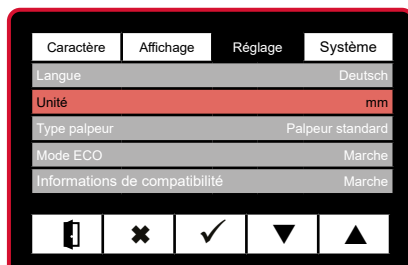 Caractère Affichage Réglage Système
Langue Deutsch
Unité mm
Type palpeur Palpeur standard
Mode ECO Marche
Informations de compatibilité Marche